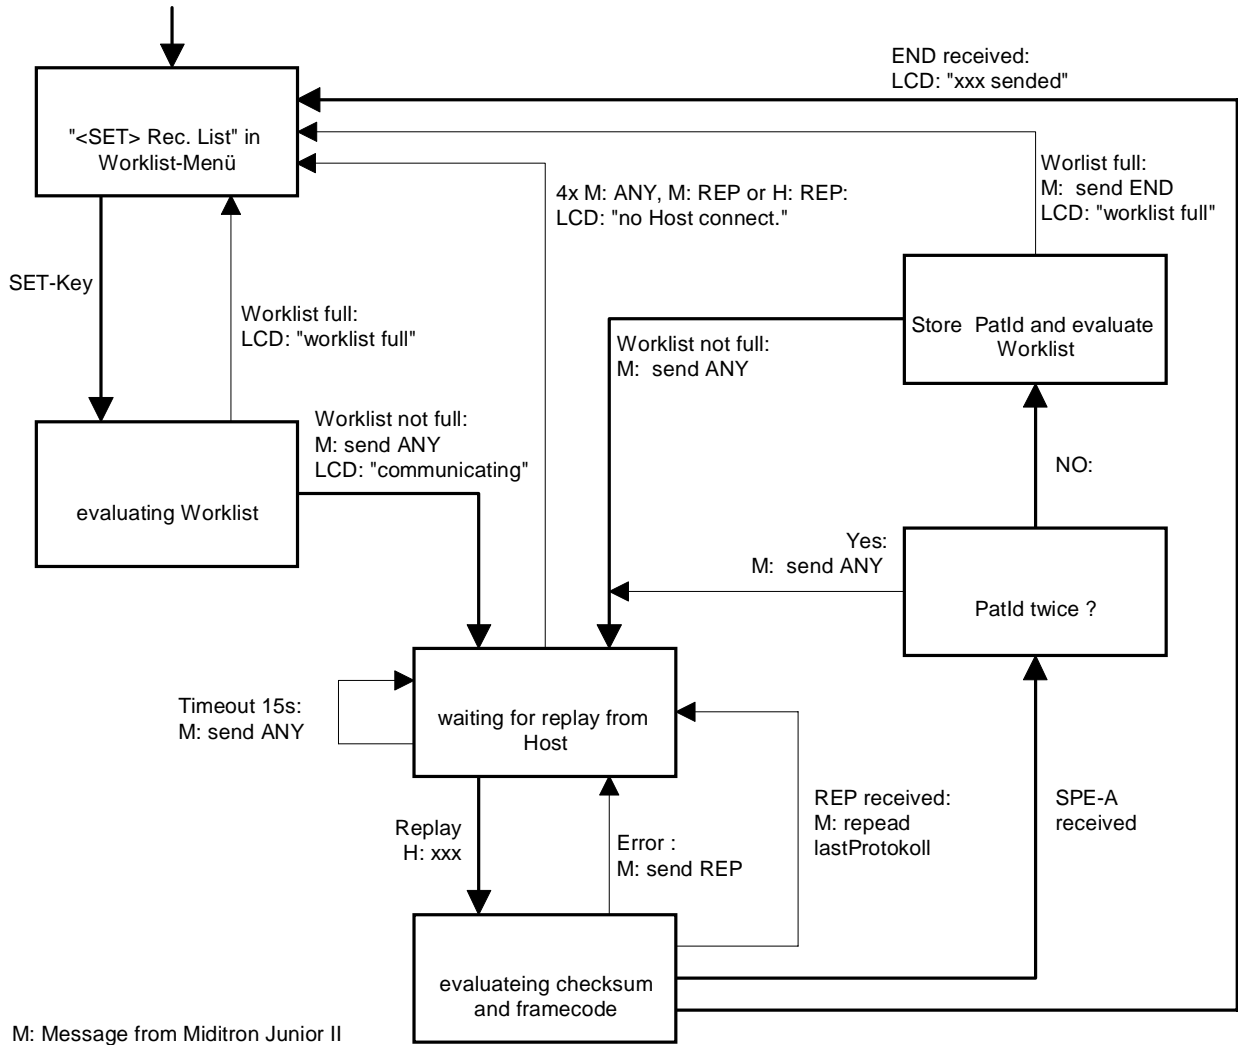 END received:
LCD: "xxx sended"
"<SET> Rec. List" in
Worklist-Menü
Worlist full:
M:  send END
LCD: "worklist full"
4x M: ANY, M: REP or H: REP:
LCD: "no Host connect."
SET-Key
Worklist full:
LCD: "worklist full"
Store  PatId and evaluate
Worklist
Worklist not full:
M:  send ANY
Worklist not full:
M: send ANY
LCD: "communicating"
NO:
evaluating Worklist
Yes:
M:  send ANY
PatId twice ?
Timeout 15s:
M: send ANY
waiting for replay from
Host
REP received:
M: repead
lastProtokoll
SPE-A
received
Replay
H: xxx
Error :
M: send REP
evaluateing checksum
and framecode
M: Message from Miditron Junior II